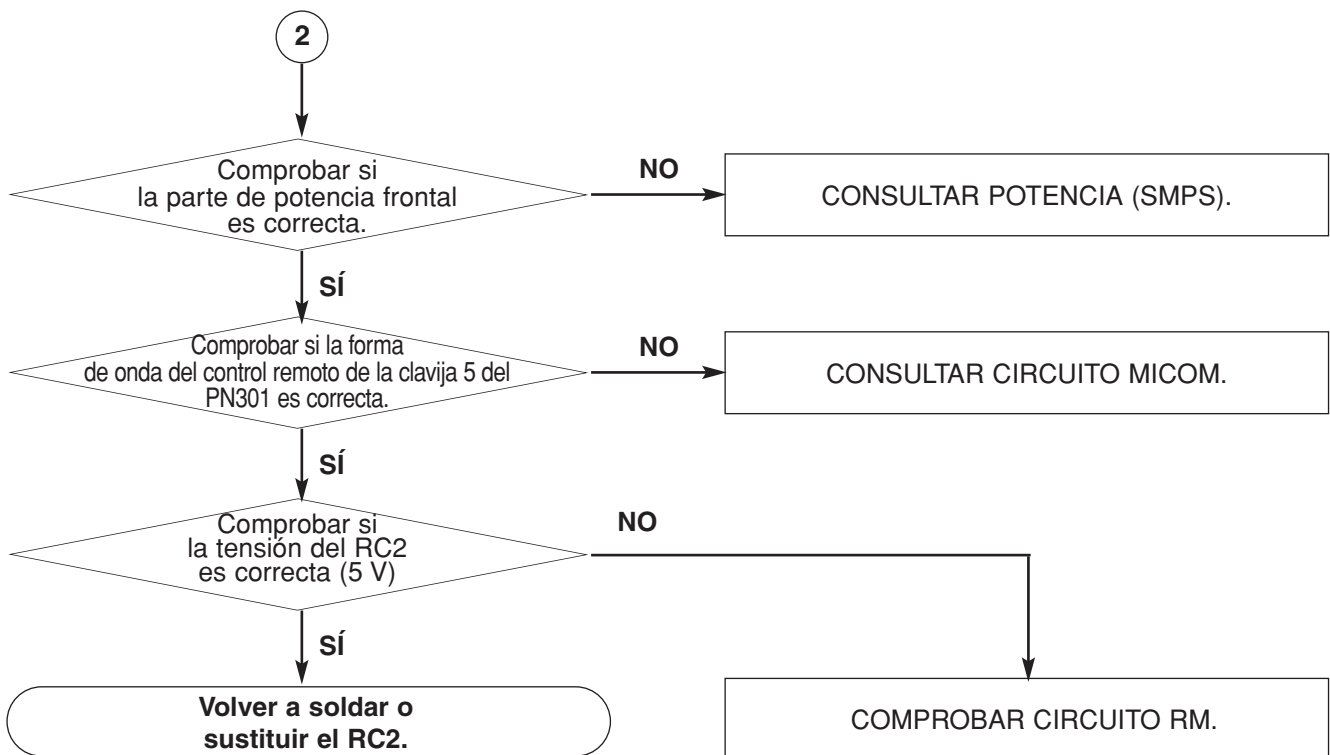 2
Comprobar si
la parte de potencia frontal
es correcta.
NO
CONSULTAR POTENCIA (SMPS).
SÍ
Comprobar si la forma
de onda del control remoto de la clavija 5 del
PN301 es correcta.
NO
CONSULTAR CIRCUITO MICOM.
SÍ
Comprobar si
la tensión del RC2
es correcta (5 V)
NO
SÍ
Volver a soldar o
sustituir el RC2.
COMPROBAR CIRCUITO RM.